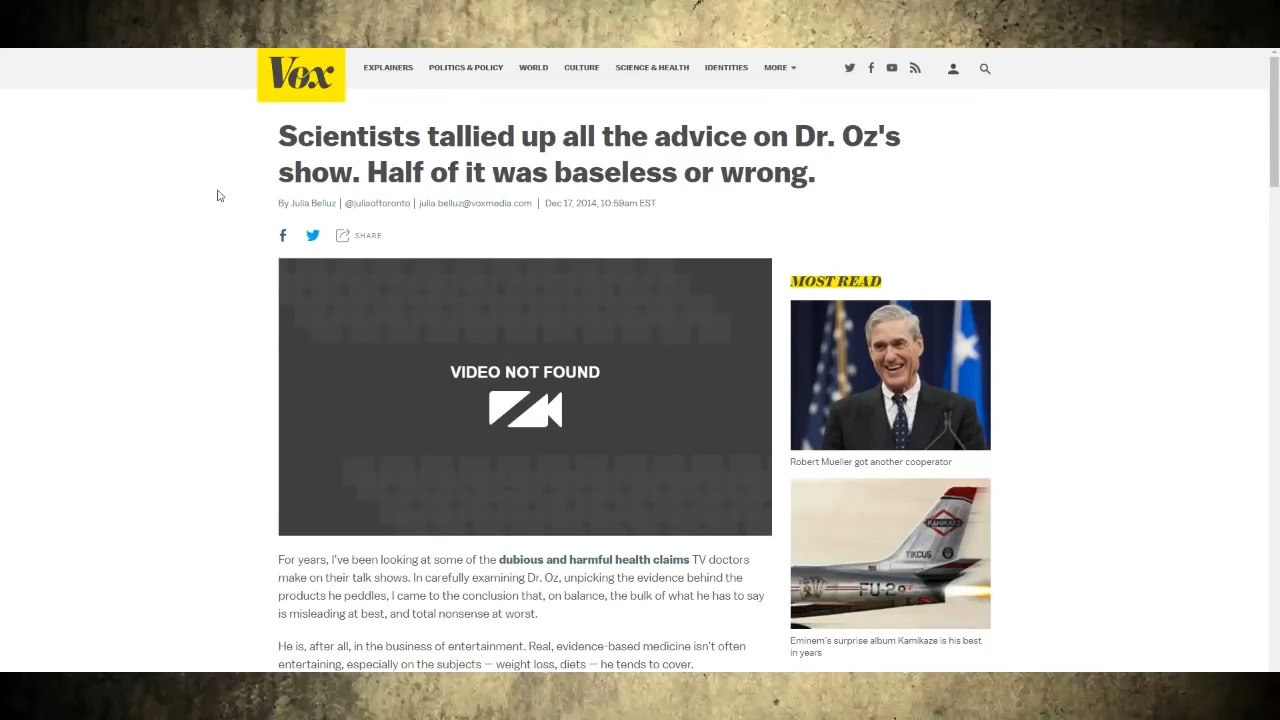 Vox
EXPLAINERS POLITICS & POLICY WORLD CULTURE SCIENCE & HEALTH IDENTITIES MORE
Scientists tallied up all the advice on Dr. Oz's
show. Half of it was baseless or wrong.
By Julia Belluz | @juliaoftoronto | julia.belluz@voxmedia.com | Dec 17, 2014, 10:59am EST
SHARE
VIDEO NOT FOUND
For years, I've been looking at some of the dubious and harmful health claims TV doctors
make on their talk shows. In carefully examining Dr. Oz, unpicking the evidence behind the
products he peddles, I came to the conclusion that, on balance, the bulk of what he has to say
is misleading at best, and total nonsense at worst.
He is, after all, in the business of entertainment. Real, evidence-based medicine isn't often
entertaining, especially on the subjects — weight loss, diets — he tends to cover.
MOST READ
Robert Mueller got another cooperator
KAMIKAZE
TIKCUS
FU-2
Eminem's surprise album Kamikaze is his best
in years